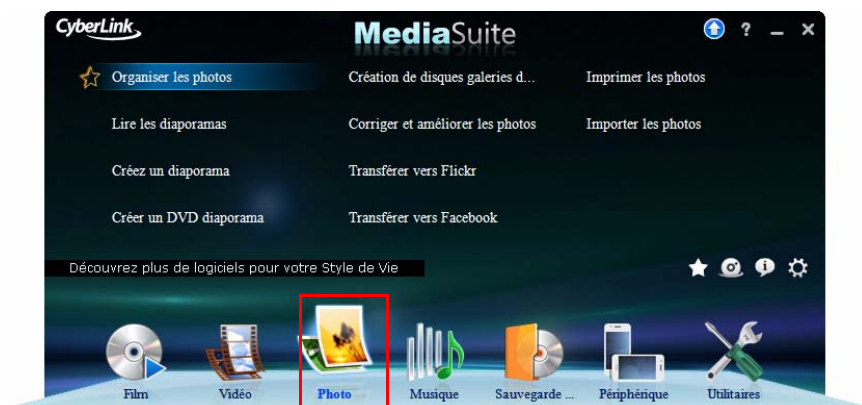 CyberLink
MediaSuite
?
Organiser les photos
Création de disques galeries d...
Imprimer les photos
Lire les diaporamas
Corriger et améliorer les photos
Importer les photos
Créez un diaporama
Transférer vers Flickr
Créer un DVD diaporama
Transférer vers Facebook
Découvrez plus de logiciels pour votre Style de Vie
Film
Vidéo
Photo
Musique
Sauvegarde ...
Périphérique
Utilitaires